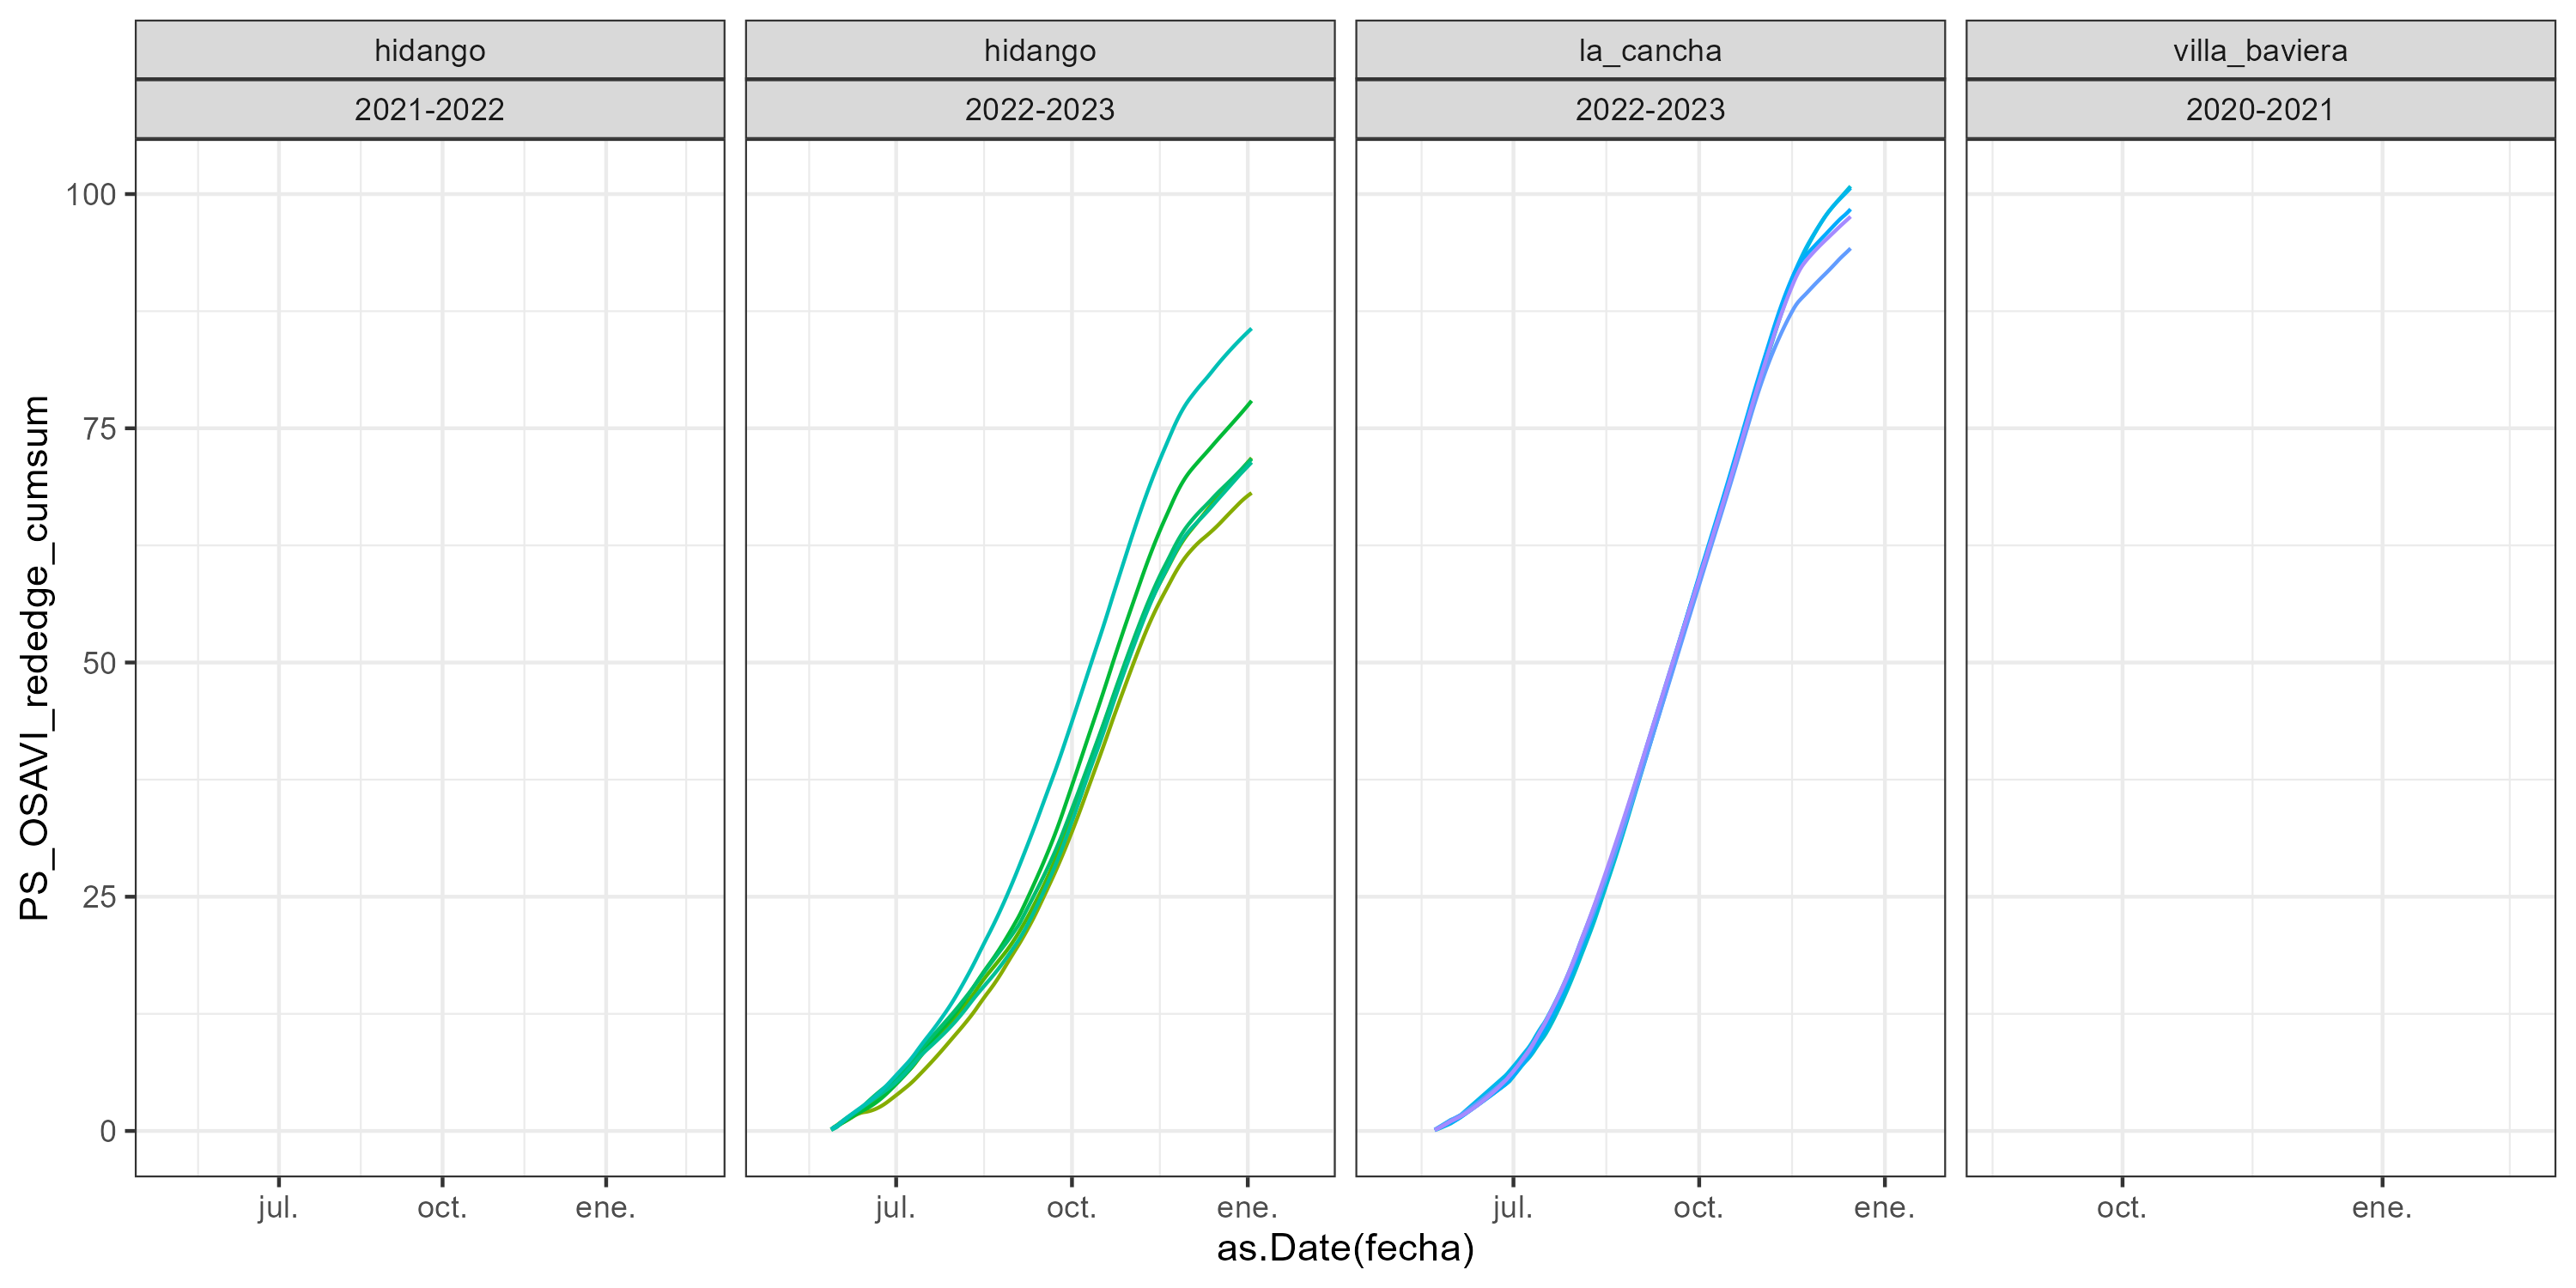 hidango
hidango
la_cancha
villa_baviera
2021-2022
2022-2023
2022-2023
2020-2021
PS_OSAVI_rededge_cumsum
100
75
50
25
0
jul.
oct.
ene.
jul.
oct.
ene.
jul.
oct.
ene.
oct.
ene.
as.Date(fecha)